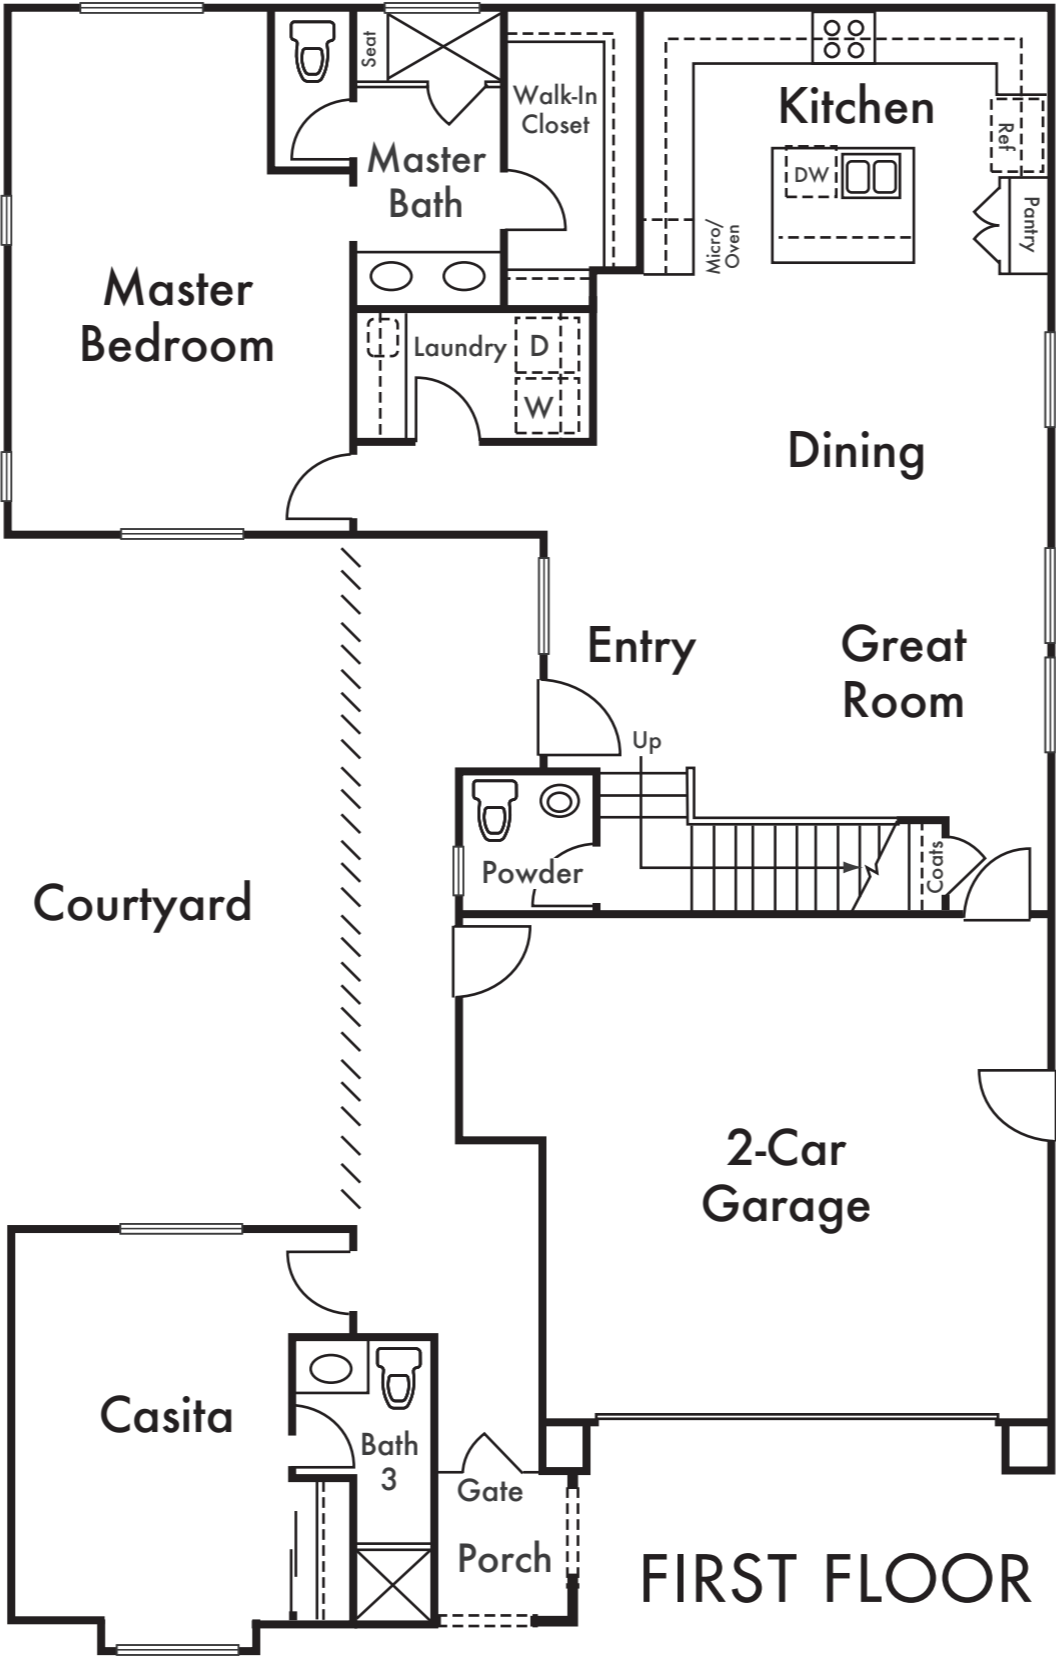 Seat
Walk-In
Closet
Kitchen
Ref
Master
Bath
DW
Pantry
Micro/
Oven
Master
Bedroom
Laundry
D
W
Dining
Entry
Great
Room
Up
Powder
Coats
Courtyard
2-Car
Garage
Casita
Bath
3
Gate
Porch
FIRST FLOOR